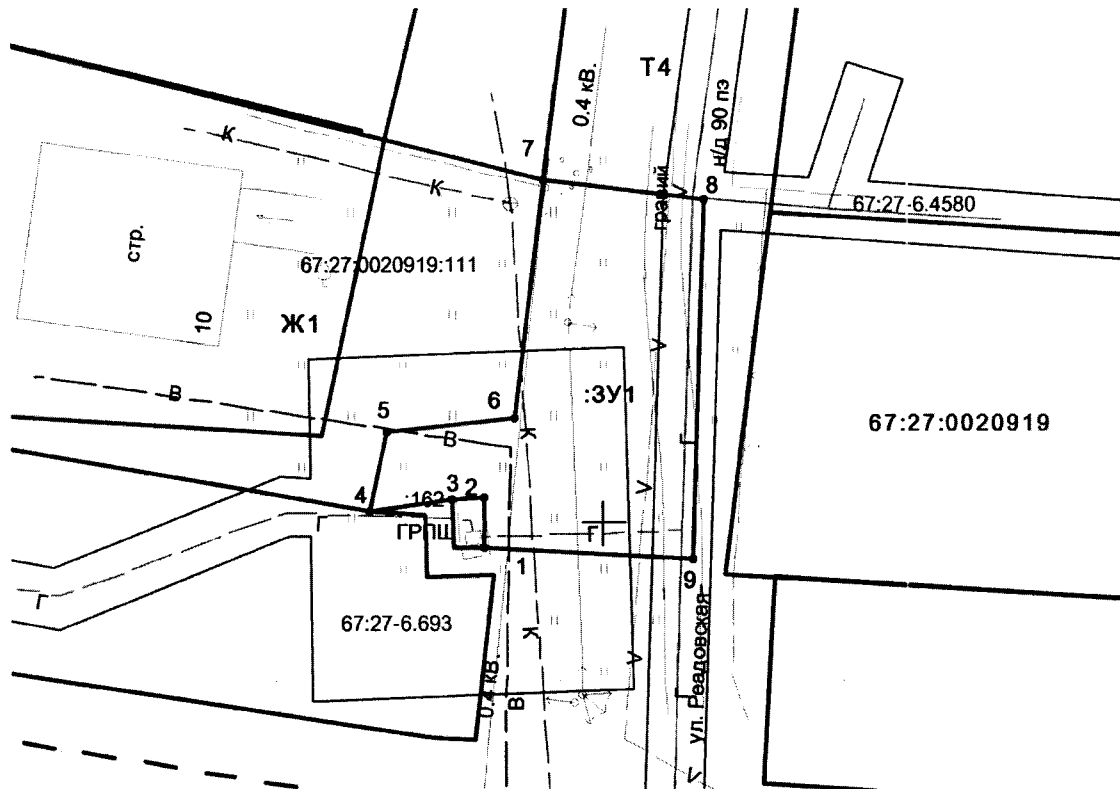 Т4
0.4 кВ.
н/д 90 пэ
К
7
К
8
гравий
V
67:27-6.4580
стр.
67:27:0020919:111
10
Ж1
V
В
:ЗУ1
6
5
67:27:0020919
К
В
Г
V
3
2
4
:162
ГРПЩ
Г
1
9
Г
67:27-6.693
К
V
ул. Реадовская
0.4 кВ.
В
V